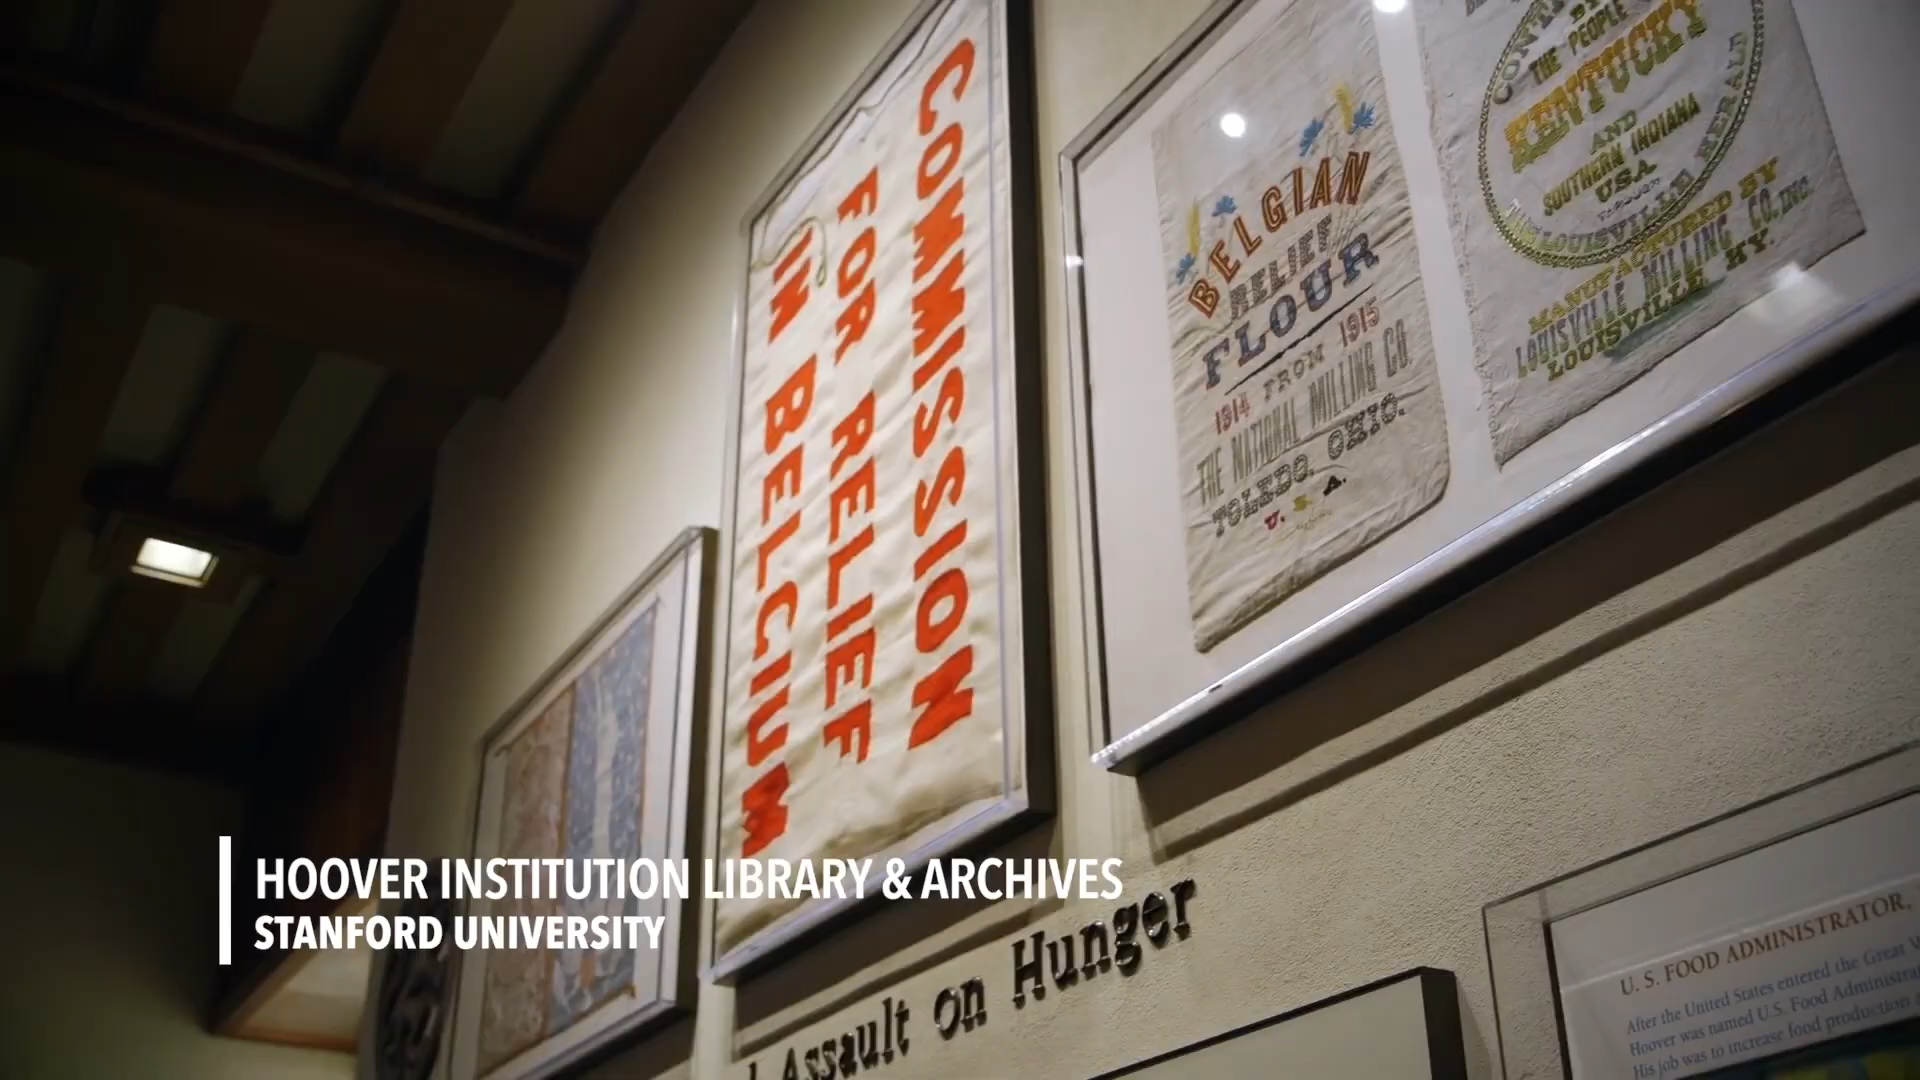 COMMISSION
FOR RELIEF
IN BELGIUM
BELGIAN
RELIEF
FLOUR
1914 FROM 1915
THE NATIONAL MILLING CO.
TOLEDO, OHIO.
U. S. A.
BY
THE PEOPLE
KENTUCKY
AND
SOUTHERN INDIANA
USA
LOUISVILLE HERALD
MANUFACTURED BY
LOUISVILLE MILLING CO., INC.
LOUISVILLE, KY.
Assault on Hunger
U. S. FOOD ADMINISTRATOR,
After the United States entered the Great
Hoover was named U.S. Food
His job was to increase food production
HOOVER INSTITUTION LIBRARY & ARCHIVES
STANFORD UNIVERSITY